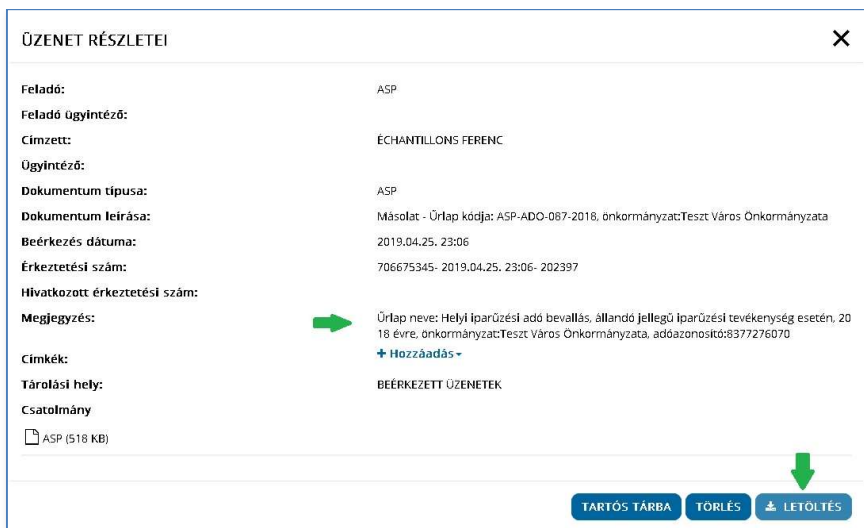 ÜZENET RÉSZLETEI
Feladó: ASP
Feladó ügyintéző:
Címzett: ÉCHANTILLONS FERENC
Ügyintéző:
Dokumentum típusa: ASP
Dokumentum leírása: Másolat - Űrlap kódja: ASP-ADO-087-2018, önkormányzat:Teszt Város Önkormányzata
Beérkezés dátuma: 2019.04.25. 23:06
Érkeztetési szám: 706675345- 2019.04.25. 23:06- 202397
Hivatkozott érkeztetési szám:
Megjegyzés: Űrlap neve: Helyi iparűzési adó bevallás, állandó jellegű iparűzési tevékenység esetén, 20
18 évre, önkormányzat:Teszt Város Önkormányzata, adóazonosító:8377276070
Címkék: + Hozzáadás
Tárolási hely: BEÉRKEZETT ÜZENETEK
Csatolmány
ASP (518 KB)
TARTÓS TÁRBA TÖRLÉS LETÖLTÉS